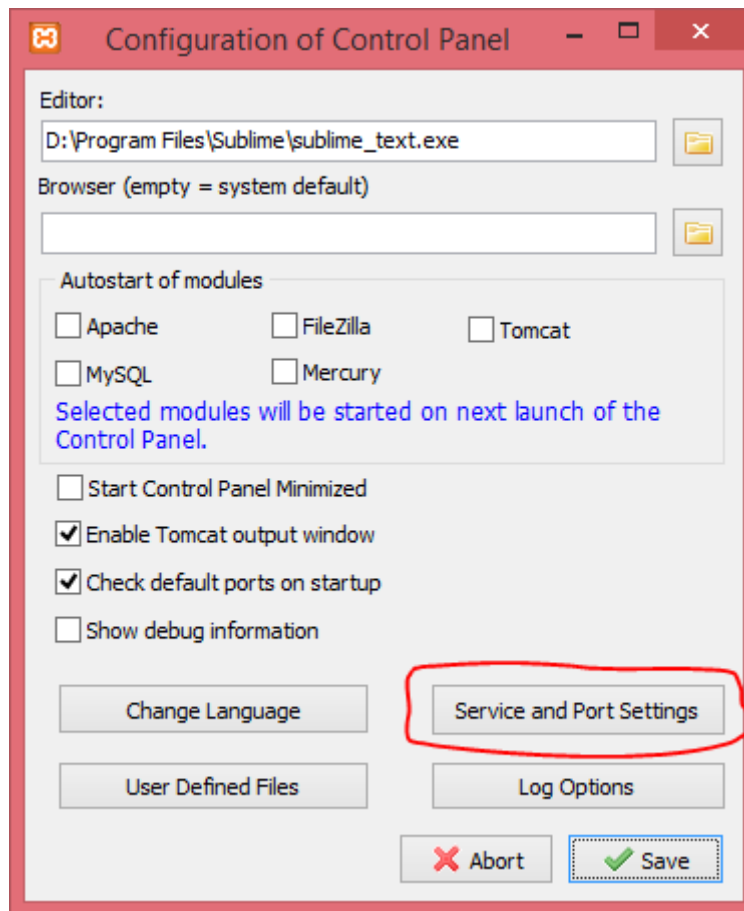 Configuration of Control Panel
Editor:
D:\Program Files\Sublime\sublime_text.exe
Browser (empty = system default)
Autostart of modules
Apache FileZilla Tomcat
MySQL Mercury
Selected modules will be started on next launch of the
Control Panel.
Start Control Panel Minimized
Enable Tomcat output window
Check default ports on startup
Show debug information
Change Language Service and Port Settings
User Defined Files Log Options
Abort Save